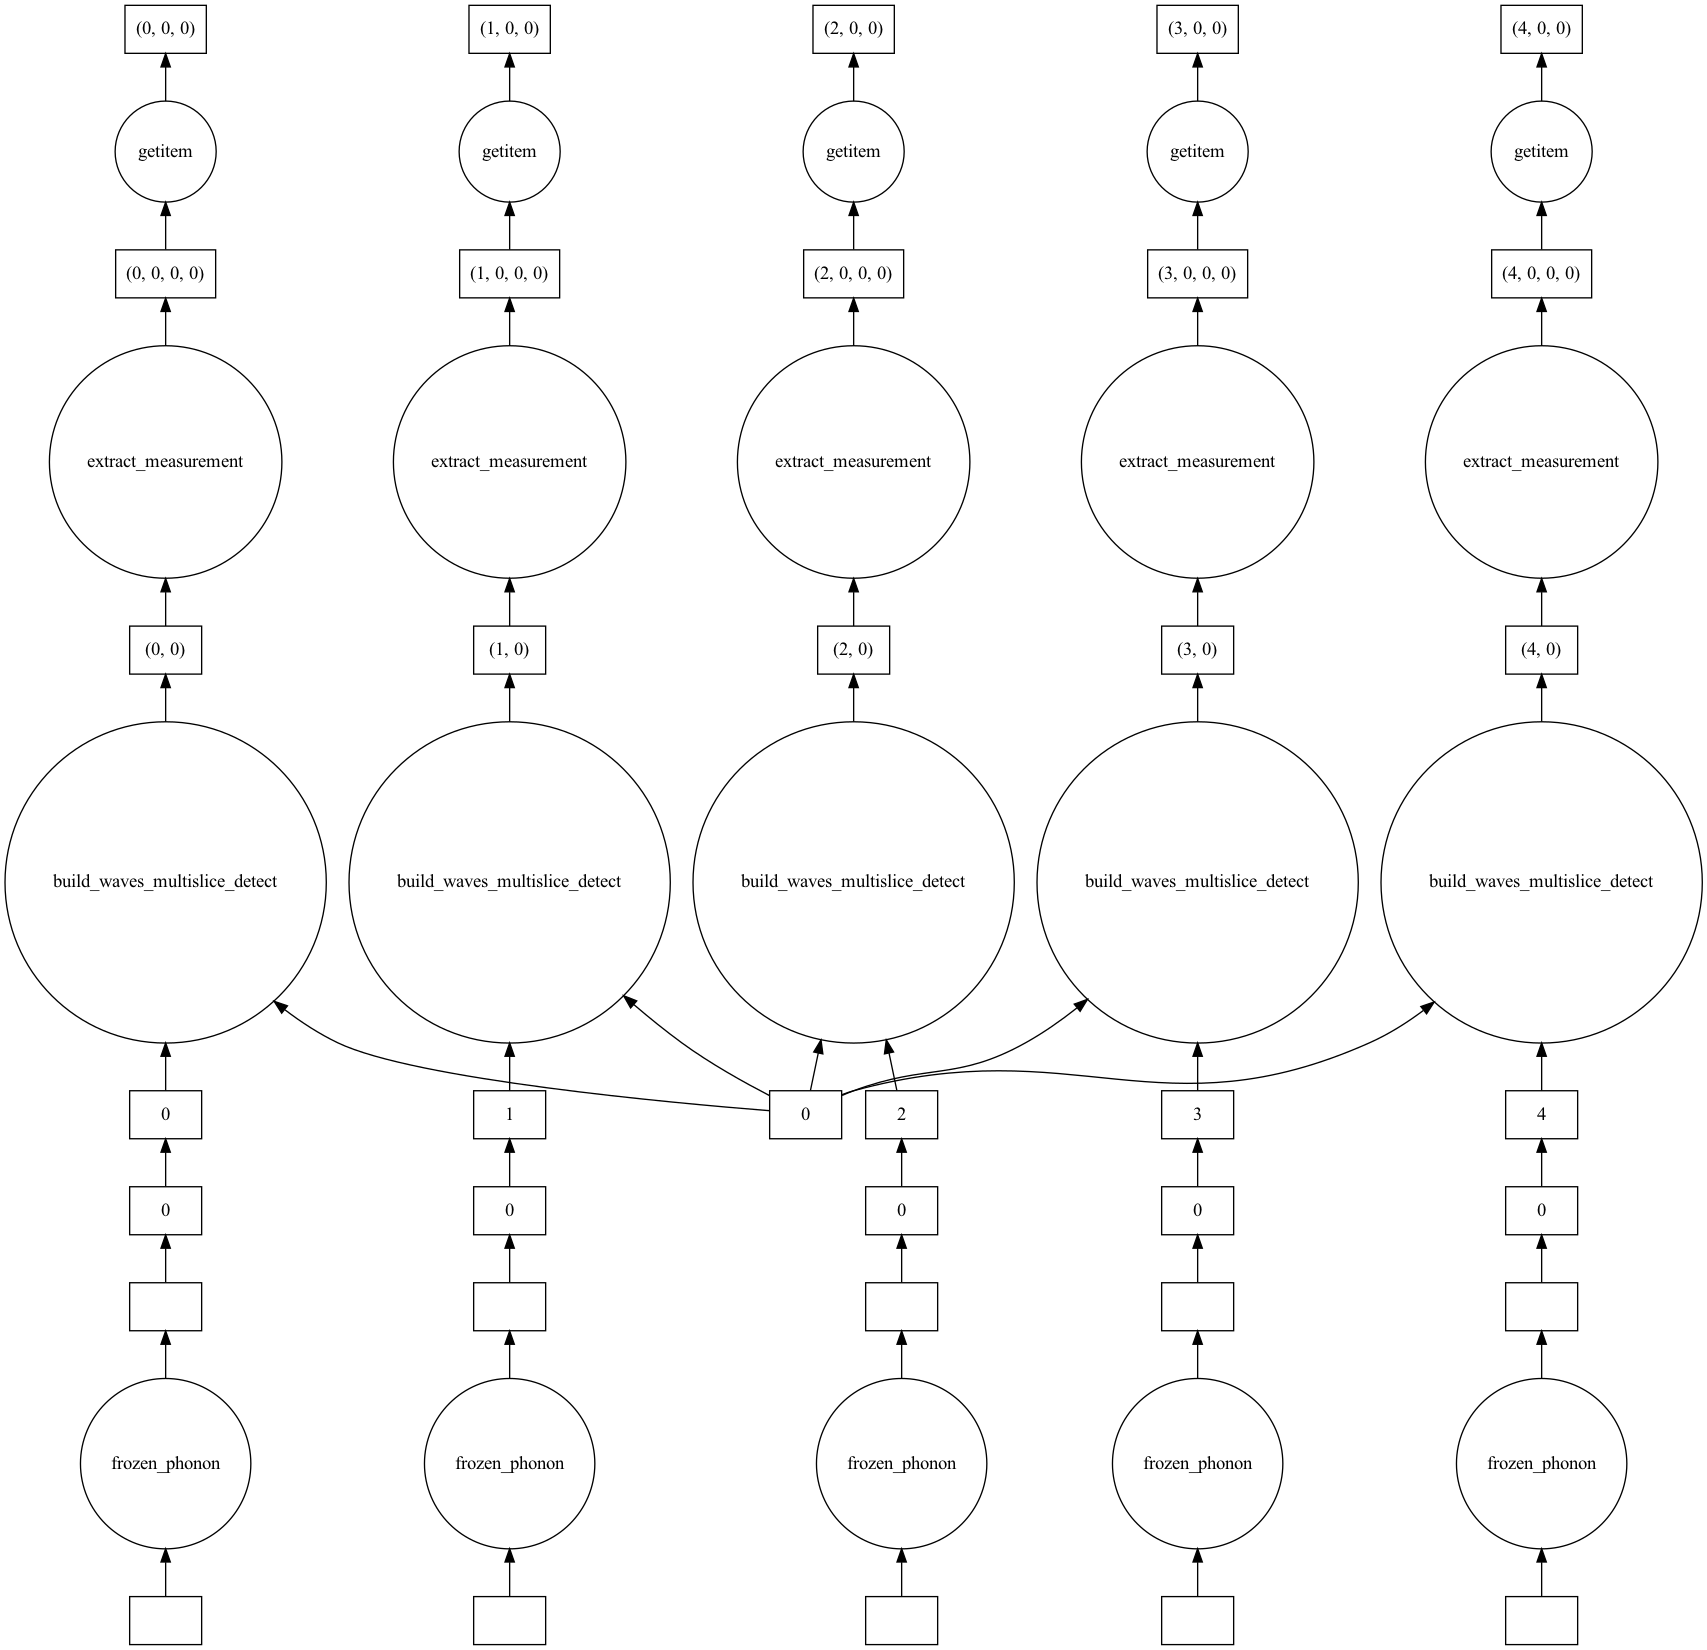 (0, 0, 0) (1, 0, 0) (2, 0, 0) (3, 0, 0) (4, 0, 0)
getitem getitem getitem getitem getitem
(0, 0, 0, 0) (1, 0, 0, 0) (2, 0, 0, 0) (3, 0, 0, 0) (4, 0, 0, 0)
extract_measurement extract_measurement extract_measurement extract_measurement extract_measurement
(0, 0) (1, 0) (2, 0) (3, 0) (4, 0)
build_waves_multislice_detect build_waves_multislice_detect build_waves_multislice_detect build_waves_multislice_detect build_waves_multislice_detect
0 1 0 2 3 4
0 0 0 0 0
frozen_phonon frozen_phonon frozen_phonon frozen_phonon frozen_phonon